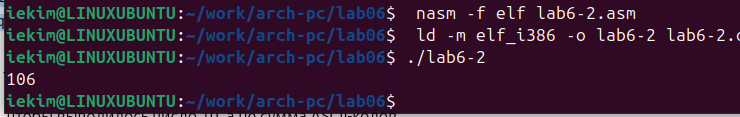 iekim@LINUXUBUNTU:~/work/arch-pc/lab06$ nasm -f elf lab6-2.asm
iekim@LINUXUBUNTU:~/work/arch-pc/lab06$ ld -m elf_i386 -o lab6-2 lab6-2.
iekim@LINUXUBUNTU:~/work/arch-pc/lab06$ ./lab6-2
106
iekim@LINUXUBUNTU:~/work/arch-pc/lab06$